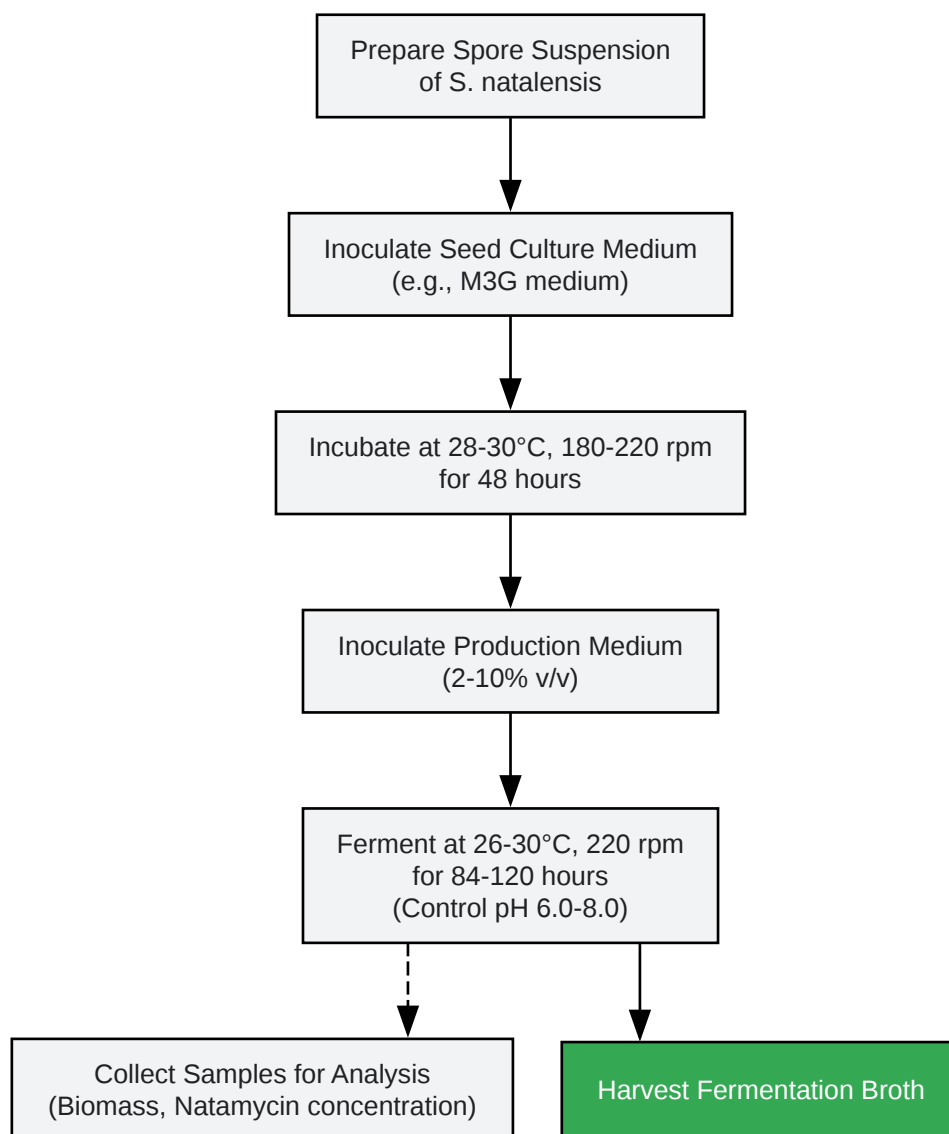 Prepare Spore Suspension
of S. natalensis
Inoculate Seed Culture Medium
(e.g., M3G medium)
Incubate at 28-30°C, 180-220 rpm
for 48 hours
Inoculate Production Medium
(2-10% v/v)
Ferment at 26-30°C, 220 rpm
for 84-120 hours
(Control pH 6.0-8.0)
Collect Samples for Analysis
(Biomass, Natamycin concentration)
Harvest Fermentation Broth